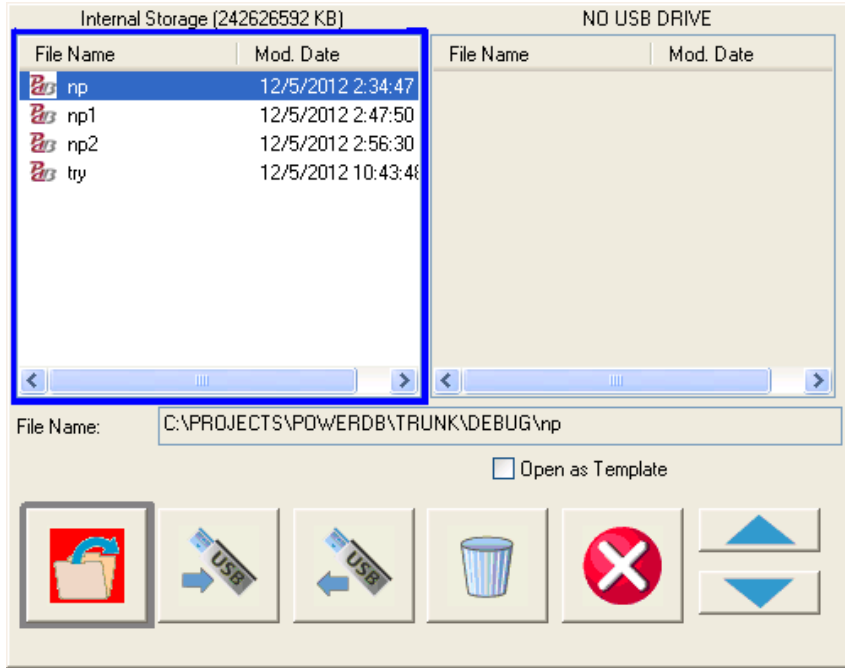 Internal Storage (242626592 KB)
NO USB DRIVE
File Name Mod. Date
np 12/5/2012 2:34:47
np1 12/5/2012 2:47:50
np2 12/5/2012 2:56:30
try 12/5/2012 10:43:48
File Name Mod. Date
File Name: C:\PROJECTS\POWERDB\TRUNK\DEBUG\np
Open as Template
USB
USB